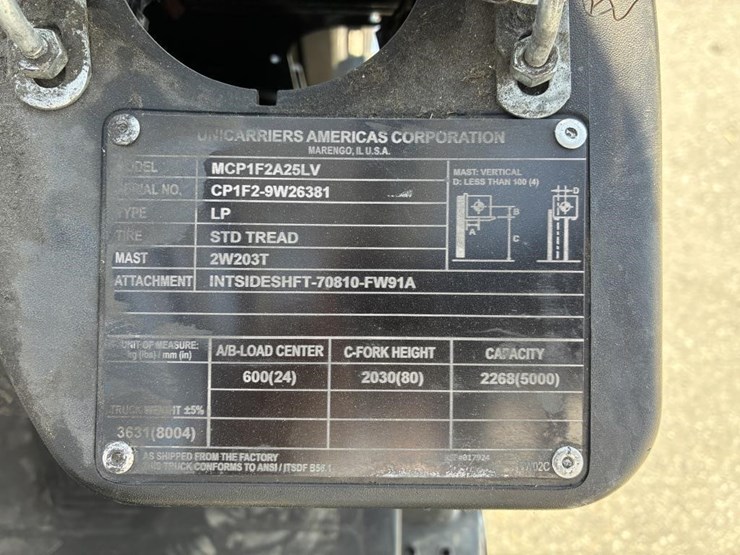 UNICARRIERS AMERICAS CORPORATION
MARENGO, IL U.S.A.
MODEL MCP1F2A25LV
SERIAL NO. CP1F2-9W26381
TYPE LP
TIRE STD TREAD
MAST 2W203T
ATTACHMENT INTSIDESHFT-70810-FW91A
MAST: VERTICAL
D: LESS THAN 100 (4)
D
A
B
C
UNIT OF MEASURE:
kg (lbs) / mm (in)
A/B-LOAD CENTER C-FORK HEIGHT CAPACITY
600(24) 2030(80) 2268(5000)
TRUCK WEIGHT ±5%
3631(8004)
AS SHIPPED FROM THE FACTORY
THIS TRUCK CONFORMS TO ANSI / ITSDF B56.1